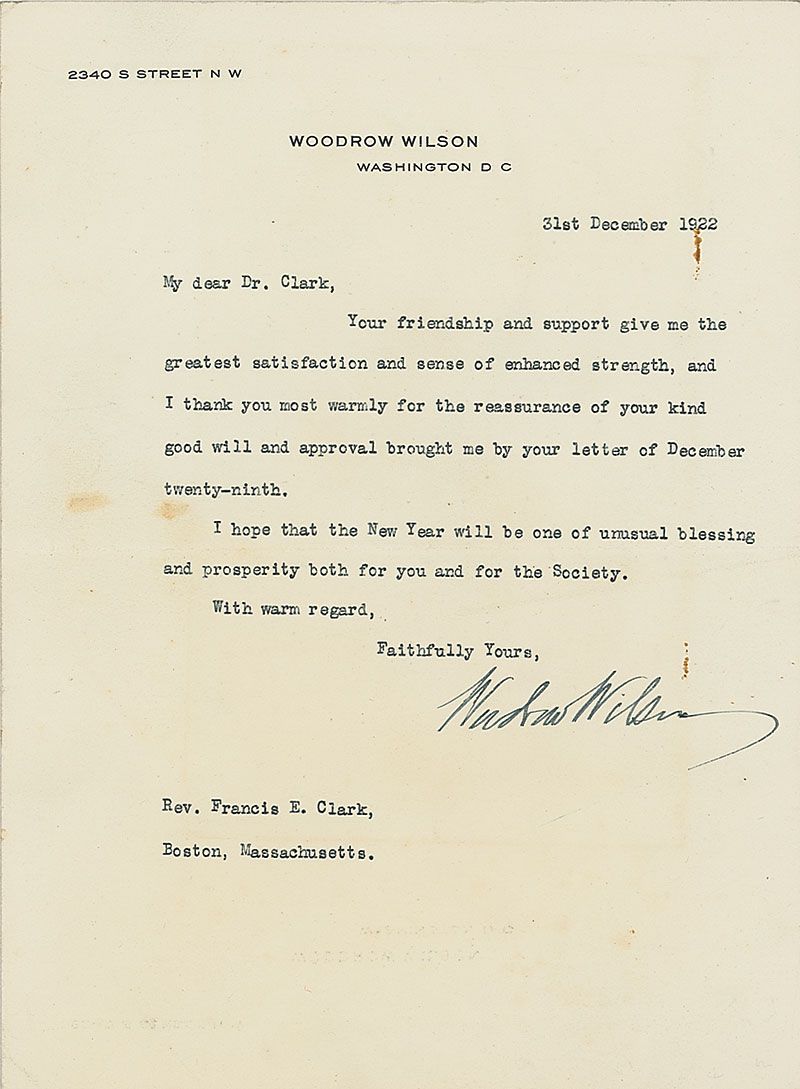 2340 S STREET N W
WOODROW WILSON
WASHINGTON D C
31st December 1922
My dear Dr. Clark,
Your friendship and support give me the
greatest satisfaction and sense of enhanced strength, and
I thank you most warmly for the reassurance of your kind
good will and approval brought me by your letter of December
twenty-ninth.
I hope that the New Year will be one of unusual blessing
and prosperity both for you and for the Society.
With warm regard,
Faithfully Yours,
Woodrow Wilson
Rev. Francis E. Clark,
Boston, Massachusetts.